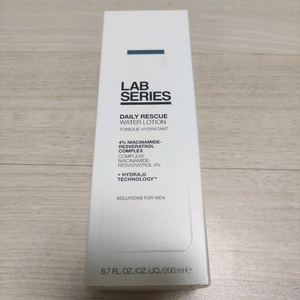 LAB
SERIES
DAILY RESCUE
WATER LOTION
TONIQUE HYDRATANT
4% NIACINAMIDE-
RESVERATROL
COMPLEX
COMPLEXE
NIACINAMIDE-
RESVÉRATROL 4%
+ HYDRA2G
TECHNOLOGY™
SOLUTIONS FOR MEN
6.7 FL.OZ./OZ. LIQ./200 ml ℮